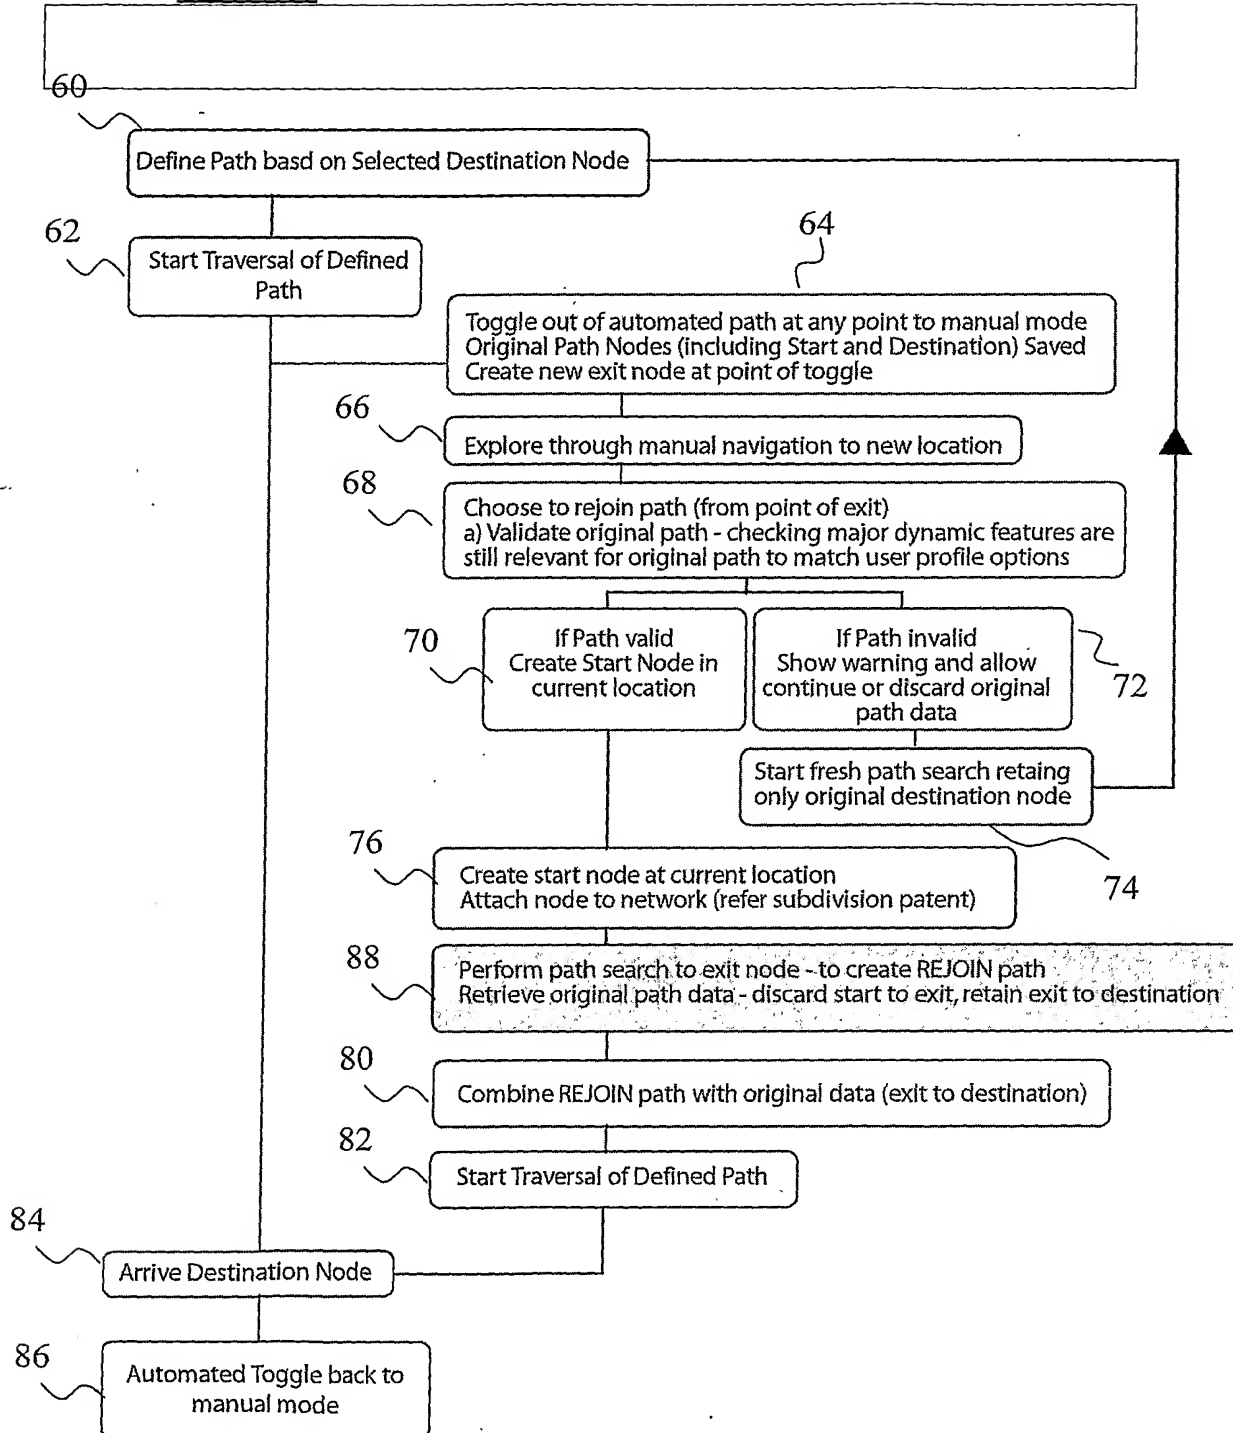 60
Define Path basd on Selected Destination Node
62
Start Traversal of Defined
Path
64
Toggle out of automated path at any point to manual mode
Original Path Nodes (including Start and Destination) Saved
Create new exit node at point of toggle
66
Explore through manual navigation to new location
68
Choose to rejoin path (from point of exit)
a) Validate original path - checking major dynamic features are
still relevant for original path to match user profile options
70
If Path valid
Create Start Node in
current location
If Path invalid
Show warning and allow
continue or discard original
path data
72
Start fresh path search retaing
only original destination node
74
76
Create start node at current location
Attach node to network (refer subdivision patent)
88
Perform path search to exit node - to create REJOIN path
Retrieve original path data - discard start to exit, retain exit to destination
80
Combine REJOIN path with original data (exit to destination)
82
Start Traversal of Defined Path
84
Arrive Destination Node
86
Automated Toggle back to
manual mode